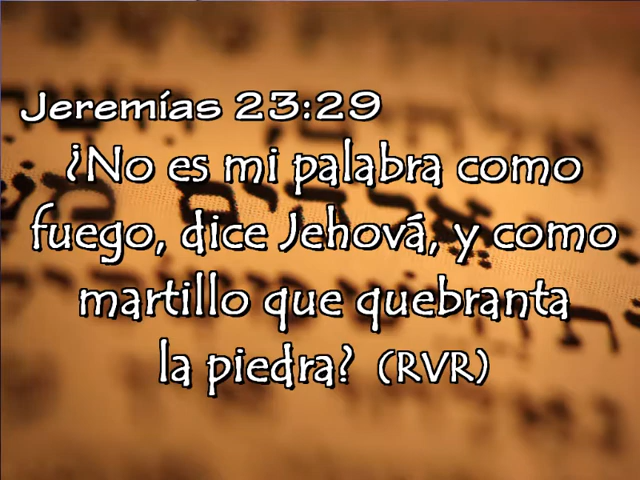 Jeremías 23:29
¿No es mi palabra como
fuego, dice Jehová, y como
martillo que quebranta
la piedra? (RVR)